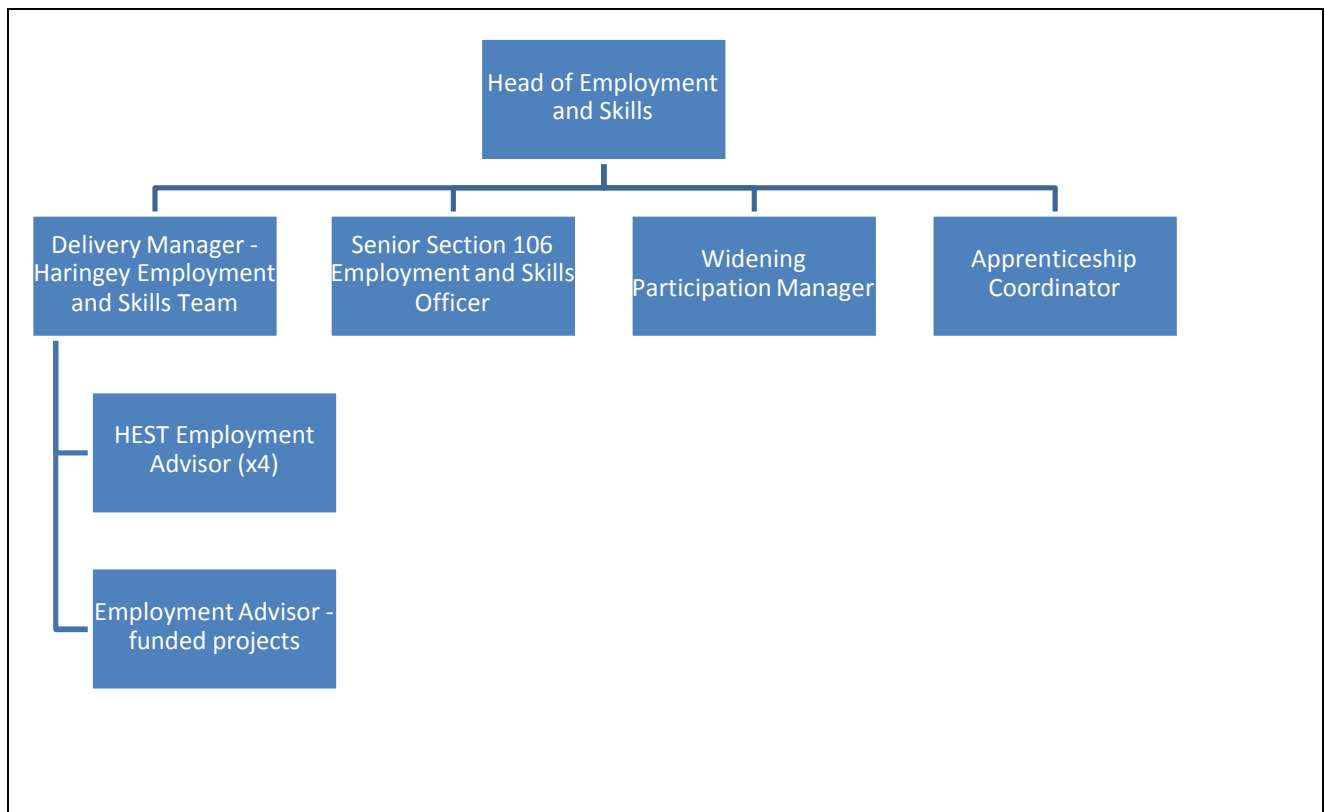 Head of Employment
and Skills
Delivery Manager -
Haringey Employment
and Skills Team
Senior Section 106
Employment and Skills
Officer
Widening
Participation Manager
Apprenticeship
Coordinator
HEST Employment
Advisor (x4)
Employment Advisor -
funded projects